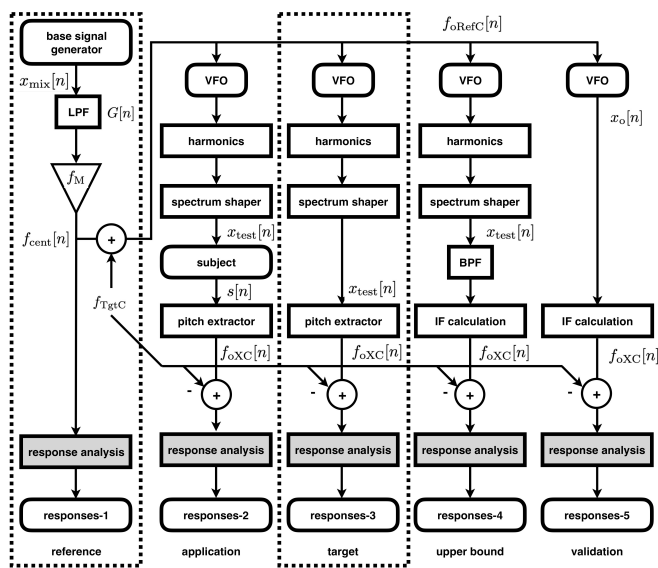 base signal
generator
f_oRefC[n]
x_mix[n]
VFO
VFO
VFO
VFO
LPF
G[n]
x_o[n]
harmonics
harmonics
harmonics
f_M
spectrum shaper
spectrum shaper
spectrum shaper
f_cent[n]
+
x_test[n]
x_test[n]
subject
BPF
f_TgtC
s[n]
x_test[n]
pitch extractor
pitch extractor
IF calculation
IF calculation
f_oXC[n]
f_oXC[n]
f_oXC[n]
f_oXC[n]
- +
- +
- +
- +
response analysis
response analysis
response analysis
response analysis
response analysis
responses-1
responses-2
responses-3
responses-4
responses-5
reference
application
target
upper bound
validation